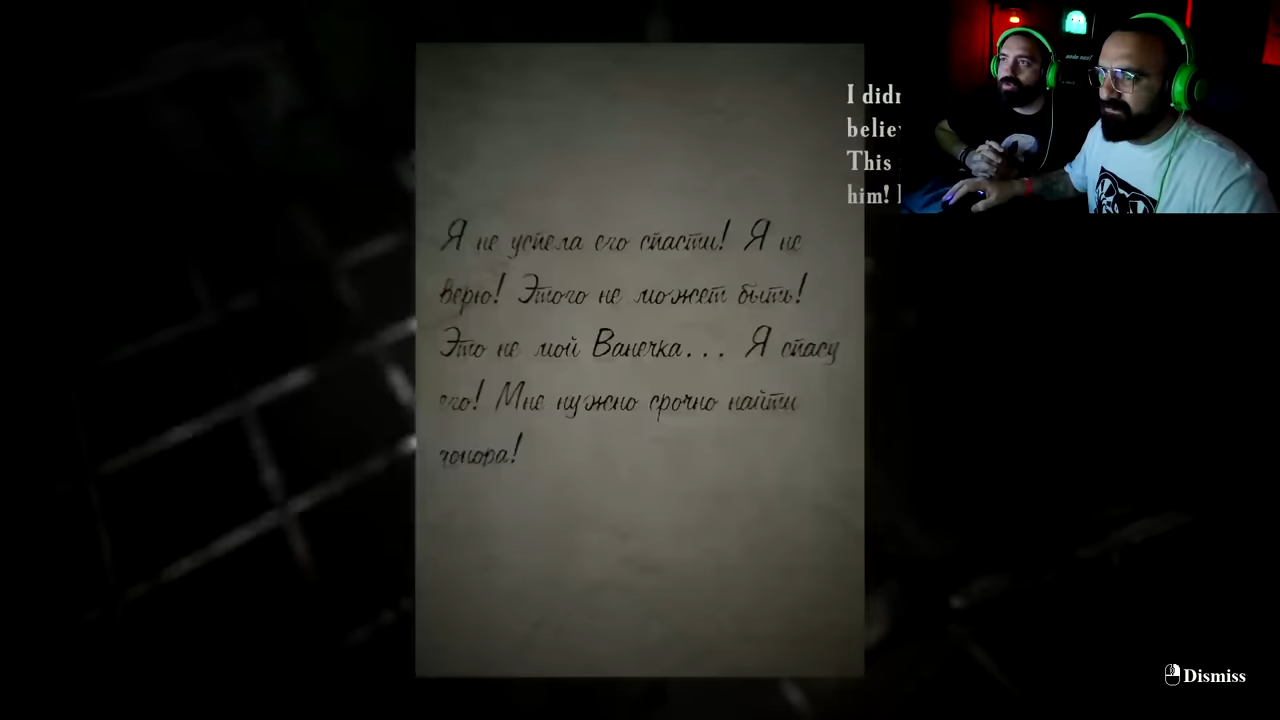 Я не успела его спасти! Я не
верю! Этого не может быть!
Это не мой Ванечка... Я спасу
его! Мне нужно срочно найти
донора!
I didn
believ
This
him!
Dismiss